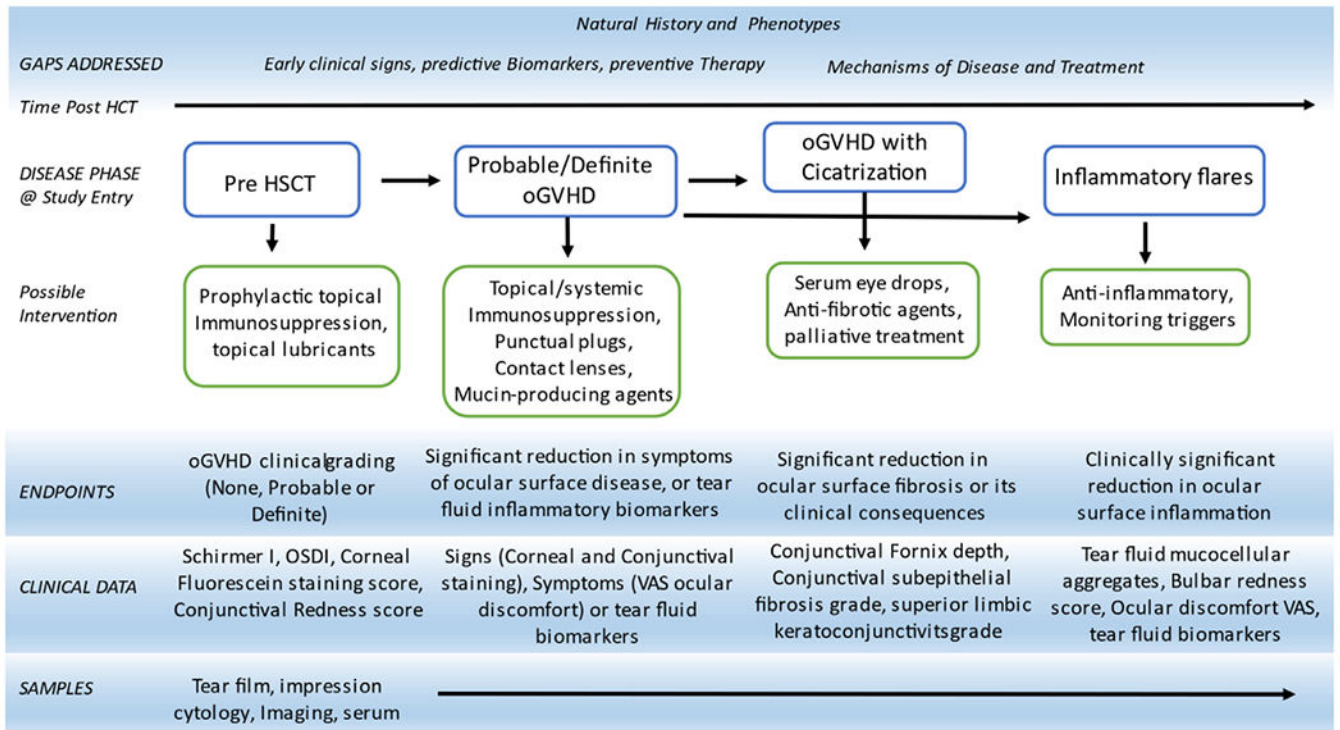 Natural History and Phenotypes
GAPS ADDRESSED
Early clinical signs, predictive Biomarkers, preventive Therapy
Mechanisms of Disease and Treatment
Time Post HCT
DISEASE PHASE
@ Study Entry
Pre HSCT
Probable/Definite
oGVHD
oGVHD with
Cicatrization
Inflammatory flares
Possible
Intervention
Prophylactic topical
Immunosuppression,
topical lubricants
Topical/systemic
Immunosuppression,
Punctual plugs,
Contact lenses,
Mucin-producing agents
Serum eye drops,
Anti-fibrotic agents,
palliative treatment
Anti-inflammatory,
Monitoring triggers
ENDPOINTS
oGVHD clinicalgrading
(None, Probable or
Definite)
Significant reduction in symptoms
of ocular surface disease, or tear
fluid inflammatory biomarkers
Significant reduction in
ocular surface fibrosis or its
clinical consequences
Clinically significant
reduction in ocular
surface inflammation
CLINICAL DATA
Schirmer I, OSDI, Corneal
Fluorescein staining score,
Conjunctival Redness score
Signs (Corneal and Conjunctival
staining), Symptoms (VAS ocular
discomfort) or tear fluid
biomarkers
Conjunctival Fornix depth,
Conjunctival subepithelial
fibrosis grade, superior limbic
keratoconjunctivitsgrade
Tear fluid mucocellular
aggregates, Bulbar redness
score, Ocular discomfort VAS,
tear fluid biomarkers
SAMPLES
Tear film, impression
cytology, Imaging, serum